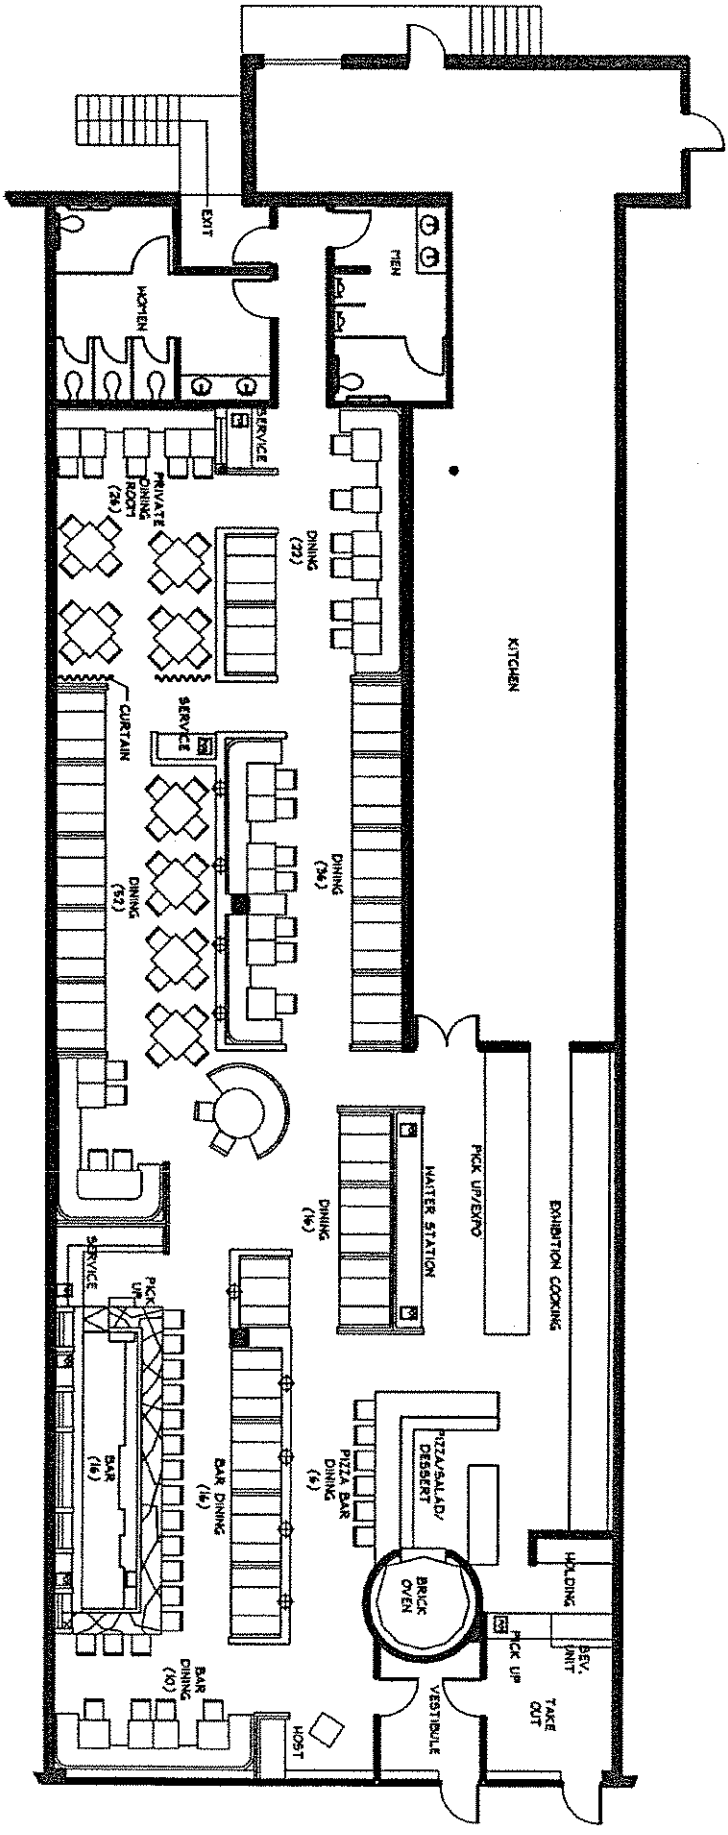 EXIT
MEN
WOMEN
SERVICE
PRIVATE
DINING
ROOM
(26)
DINING
(22)
KITCHEN
CURTAIN
SERVICE
DINING
(52)
DINING
(36)
PICK UP/EXPO
EXHIBITION COOKING
WAITER STATION
DINING
(16)
SERVICE
PICK
UP
BAR
(16)
BAR DINING
(16)
PIZZA BAR
DINING
(6)
PIZZA/SALAD/
DESSERT
BRICK
OVEN
HOLDING
BEV.
UNIT
PICK UP
TAKE
OUT
VESTIBULE
HOST
BAR
DINING
(10)